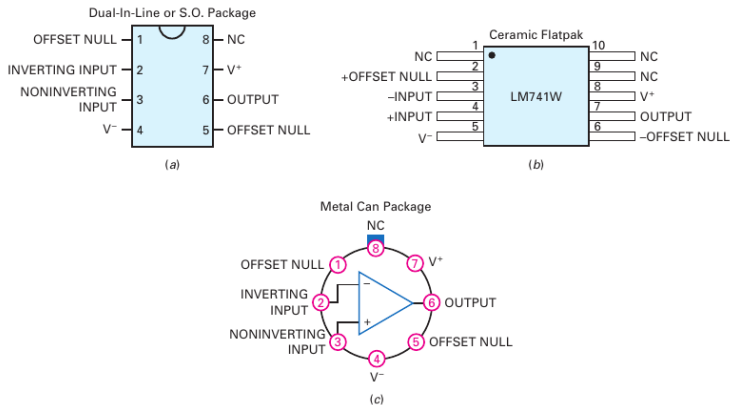 Dual-In-Line or S.O. Package
OFFSET NULL 1 8 NC
INVERTING INPUT 2 7 V+
NONINVERTING
INPUT 3 6 OUTPUT
V− 4 5 OFFSET NULL
(a)
Ceramic Flatpak
NC 1 10 NC
+OFFSET NULL 2 9 NC
−INPUT 3 LM741W 8 V+
+INPUT 4 7 OUTPUT
V− 5 6 −OFFSET NULL
(b)
Metal Can Package
NC
8
OFFSET NULL 1 7 V+
−
INVERTING
INPUT 2 6 OUTPUT
+
NONINVERTING
INPUT 3 5 OFFSET NULL
4
V−
(c)